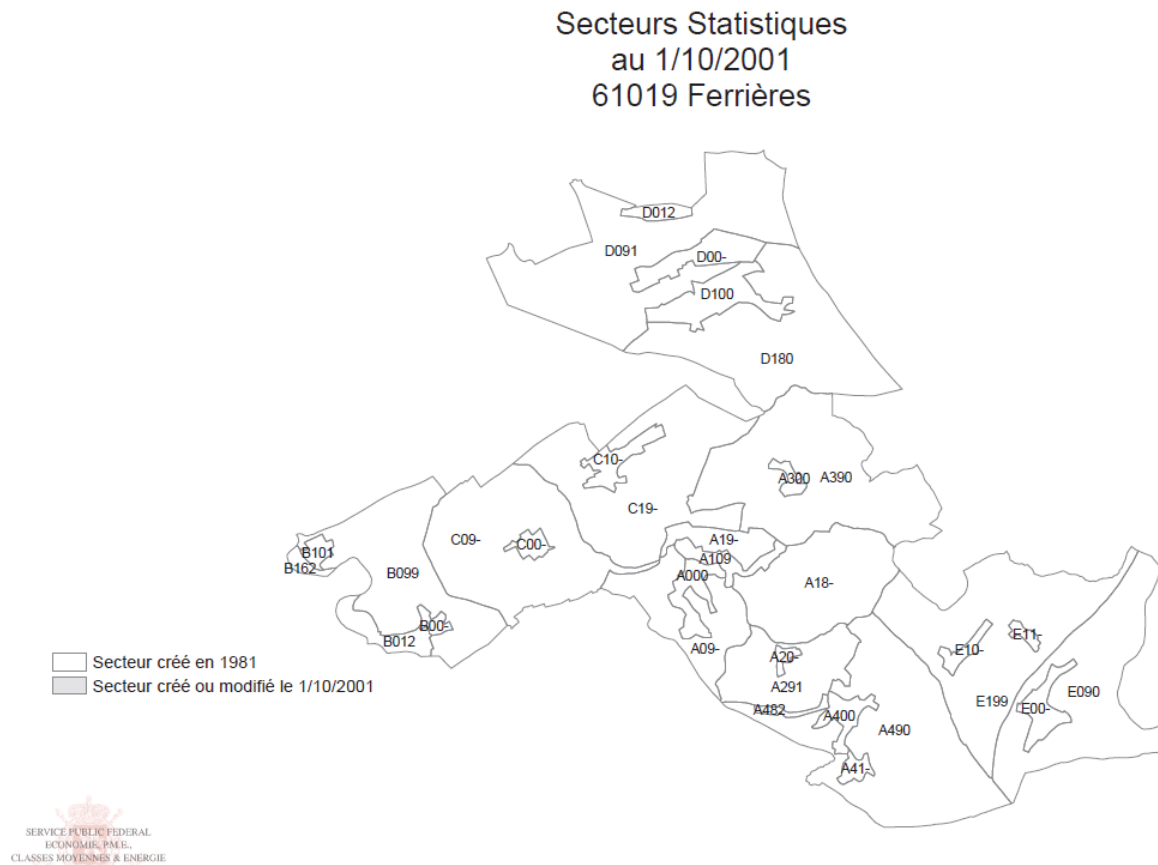 Secteurs Statistiques
au 1/10/2001
61019 Ferrières
D012
D091
D00-
D100
D180
C10-
A300 A390
C19-
C09-
C00-
A19-
B101
B162
B099
A109
A000
A18-
B00-
B012
A09-
A20-
E11-
E10-
A291
A482
A400
A490
E199
E00-
E090
A41-
Secteur créé en 1981
Secteur créé ou modifié le 1/10/2001
SERVICE PUBLIC FEDERAL
ECONOMIE, P.M.E.,
CLASSES MOYENNES & ENERGIE